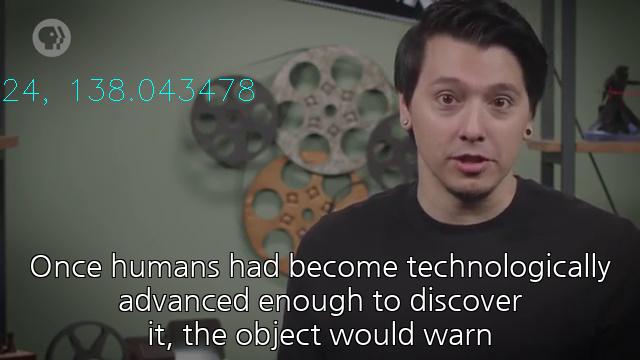 24, 138.043478
Once humans had become technologically
advanced enough to discover
it, the object would warn